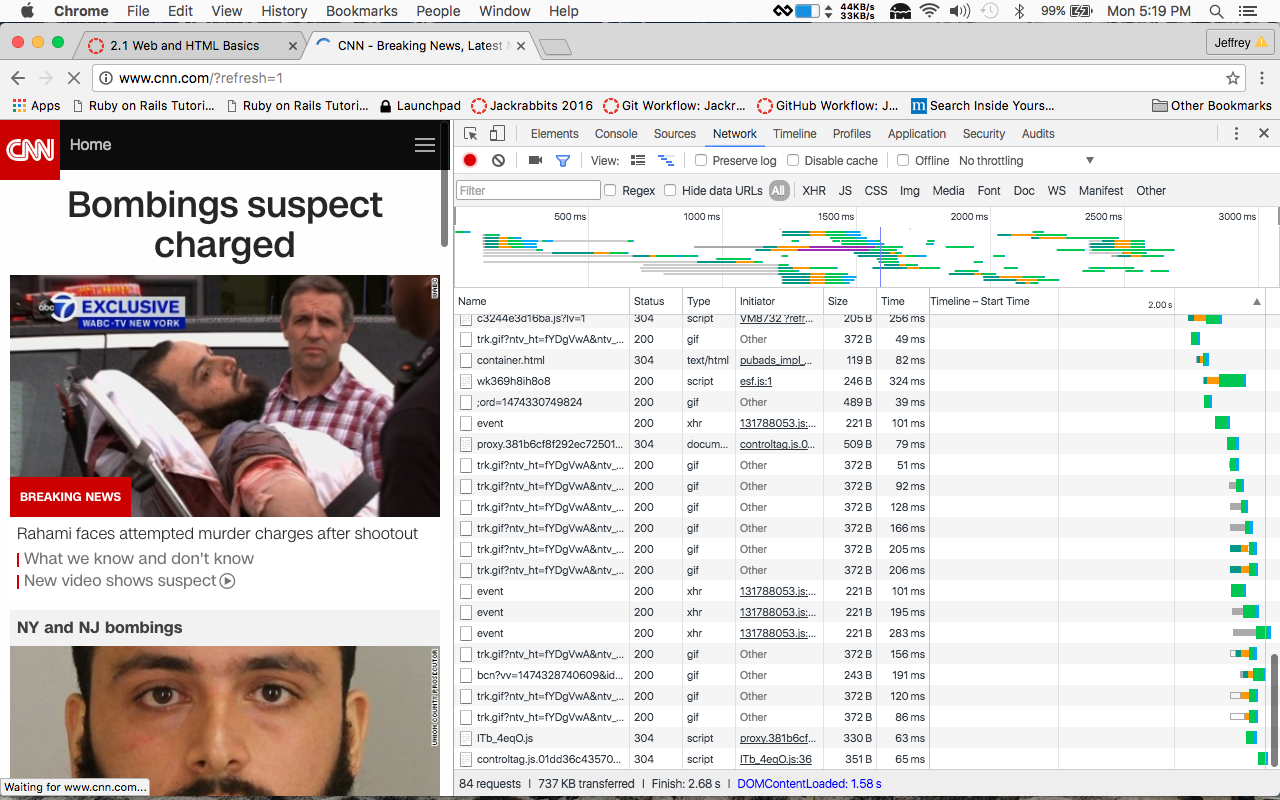 Chrome File Edit View History Bookmarks People Window Help 44KB/s 33KB/s 99% Mon 5:19 PM
2.1 Web and HTML Basics CNN - Breaking News, Latest N Jeffrey
www.cnn.com/?refresh=1
Apps Ruby on Rails Tutori... Ruby on Rails Tutori... Launchpad Jackrabbits 2016 Git Workflow: Jackr... GitHub Workflow: J... m Search Inside Yours... Other Bookmarks
CNN Home
Bombings suspect
charged
WABC
abc 7 EXCLUSIVE
WABC-TV NEW YORK
BREAKING NEWS
Rahami faces attempted murder charges after shootout
What we know and don't know
New video shows suspect
NY and NJ bombings
UNION COUNTY PROSECUTOR
Waiting for www.cnn.com...
Elements Console Sources Network Timeline Profiles Application Security Audits
View: Preserve log Disable cache Offline No throttling
Filter Regex Hide data URLs All XHR JS CSS Img Media Font Doc WS Manifest Other
500 ms 1000 ms 1500 ms 2000 ms 2500 ms 3000 ms
Name Status Type Initiator Size Time Timeline – Start Time 2.00 s
c3244e3d16ba.js?lv=1 304 script VM8732 ?refr... 205 B 256 ms
trk.gif?ntv_ht=fYDgVwA&ntv_... 200 gif Other 372 B 49 ms
container.html 304 text/html pubads_impl_... 119 B 82 ms
wk369h8lh8o8 200 script esf.js:1 246 B 324 ms
;ord=1474330749824 200 gif Other 489 B 39 ms
event 200 xhr 131788053.js:... 221 B 101 ms
proxy.381b6cf8f292ec72501... 304 docum... controltag.js.0... 509 B 79 ms
trk.gif?ntv_ht=fYDgVwA&ntv_... 200 gif Other 372 B 51 ms
trk.gif?ntv_ht=fYDgVwA&ntv_... 200 gif Other 372 B 92 ms
trk.gif?ntv_ht=fYDgVwA&ntv_... 200 gif Other 372 B 128 ms
trk.gif?ntv_ht=fYDgVwA&ntv_... 200 gif Other 372 B 166 ms
trk.gif?ntv_ht=fYDgVwA&ntv_... 200 gif Other 372 B 205 ms
trk.gif?ntv_ht=fYDgVwA&ntv_... 200 gif Other 372 B 206 ms
event 200 xhr 131788053.js:... 221 B 101 ms
event 200 xhr 131788053.js:... 221 B 195 ms
event 200 xhr 131788053.js:... 221 B 283 ms
trk.gif?ntv_ht=fYDgVwA&ntv_... 200 gif Other 372 B 156 ms
bcn?vv=1474328740609&id... 200 gif Other 243 B 191 ms
trk.gif?ntv_ht=fYDgVwA&ntv_... 200 gif Other 372 B 120 ms
trk.gif?ntv_ht=fYDgVwA&ntv_... 200 gif Other 372 B 86 ms
ITb_4eqO.js 304 script proxy.381b6cf... 330 B 63 ms
controltag.js.01dd36c43570... 200 script ITb_4eqO.js:36 351 B 65 ms
84 requests | 737 KB transferred | Finish: 2.68 s | DOMContentLoaded: 1.58 s